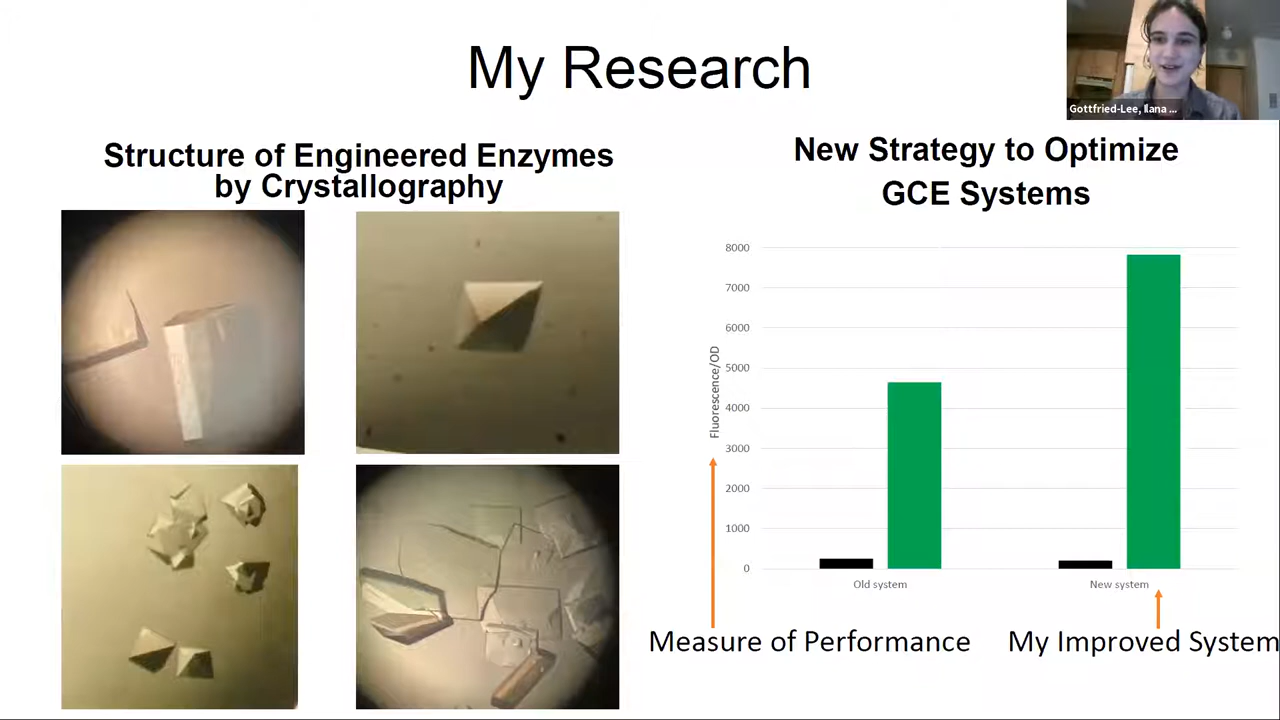 My Research
Gottfried-Lee, Ilana ...
Structure of Engineered Enzymes
by Crystallography
New Strategy to Optimize
GCE Systems
8000
7000
6000
5000
4000
3000
2000
1000
0
Fluorescence/OD
Old system
New system
Measure of Performance
My Improved System